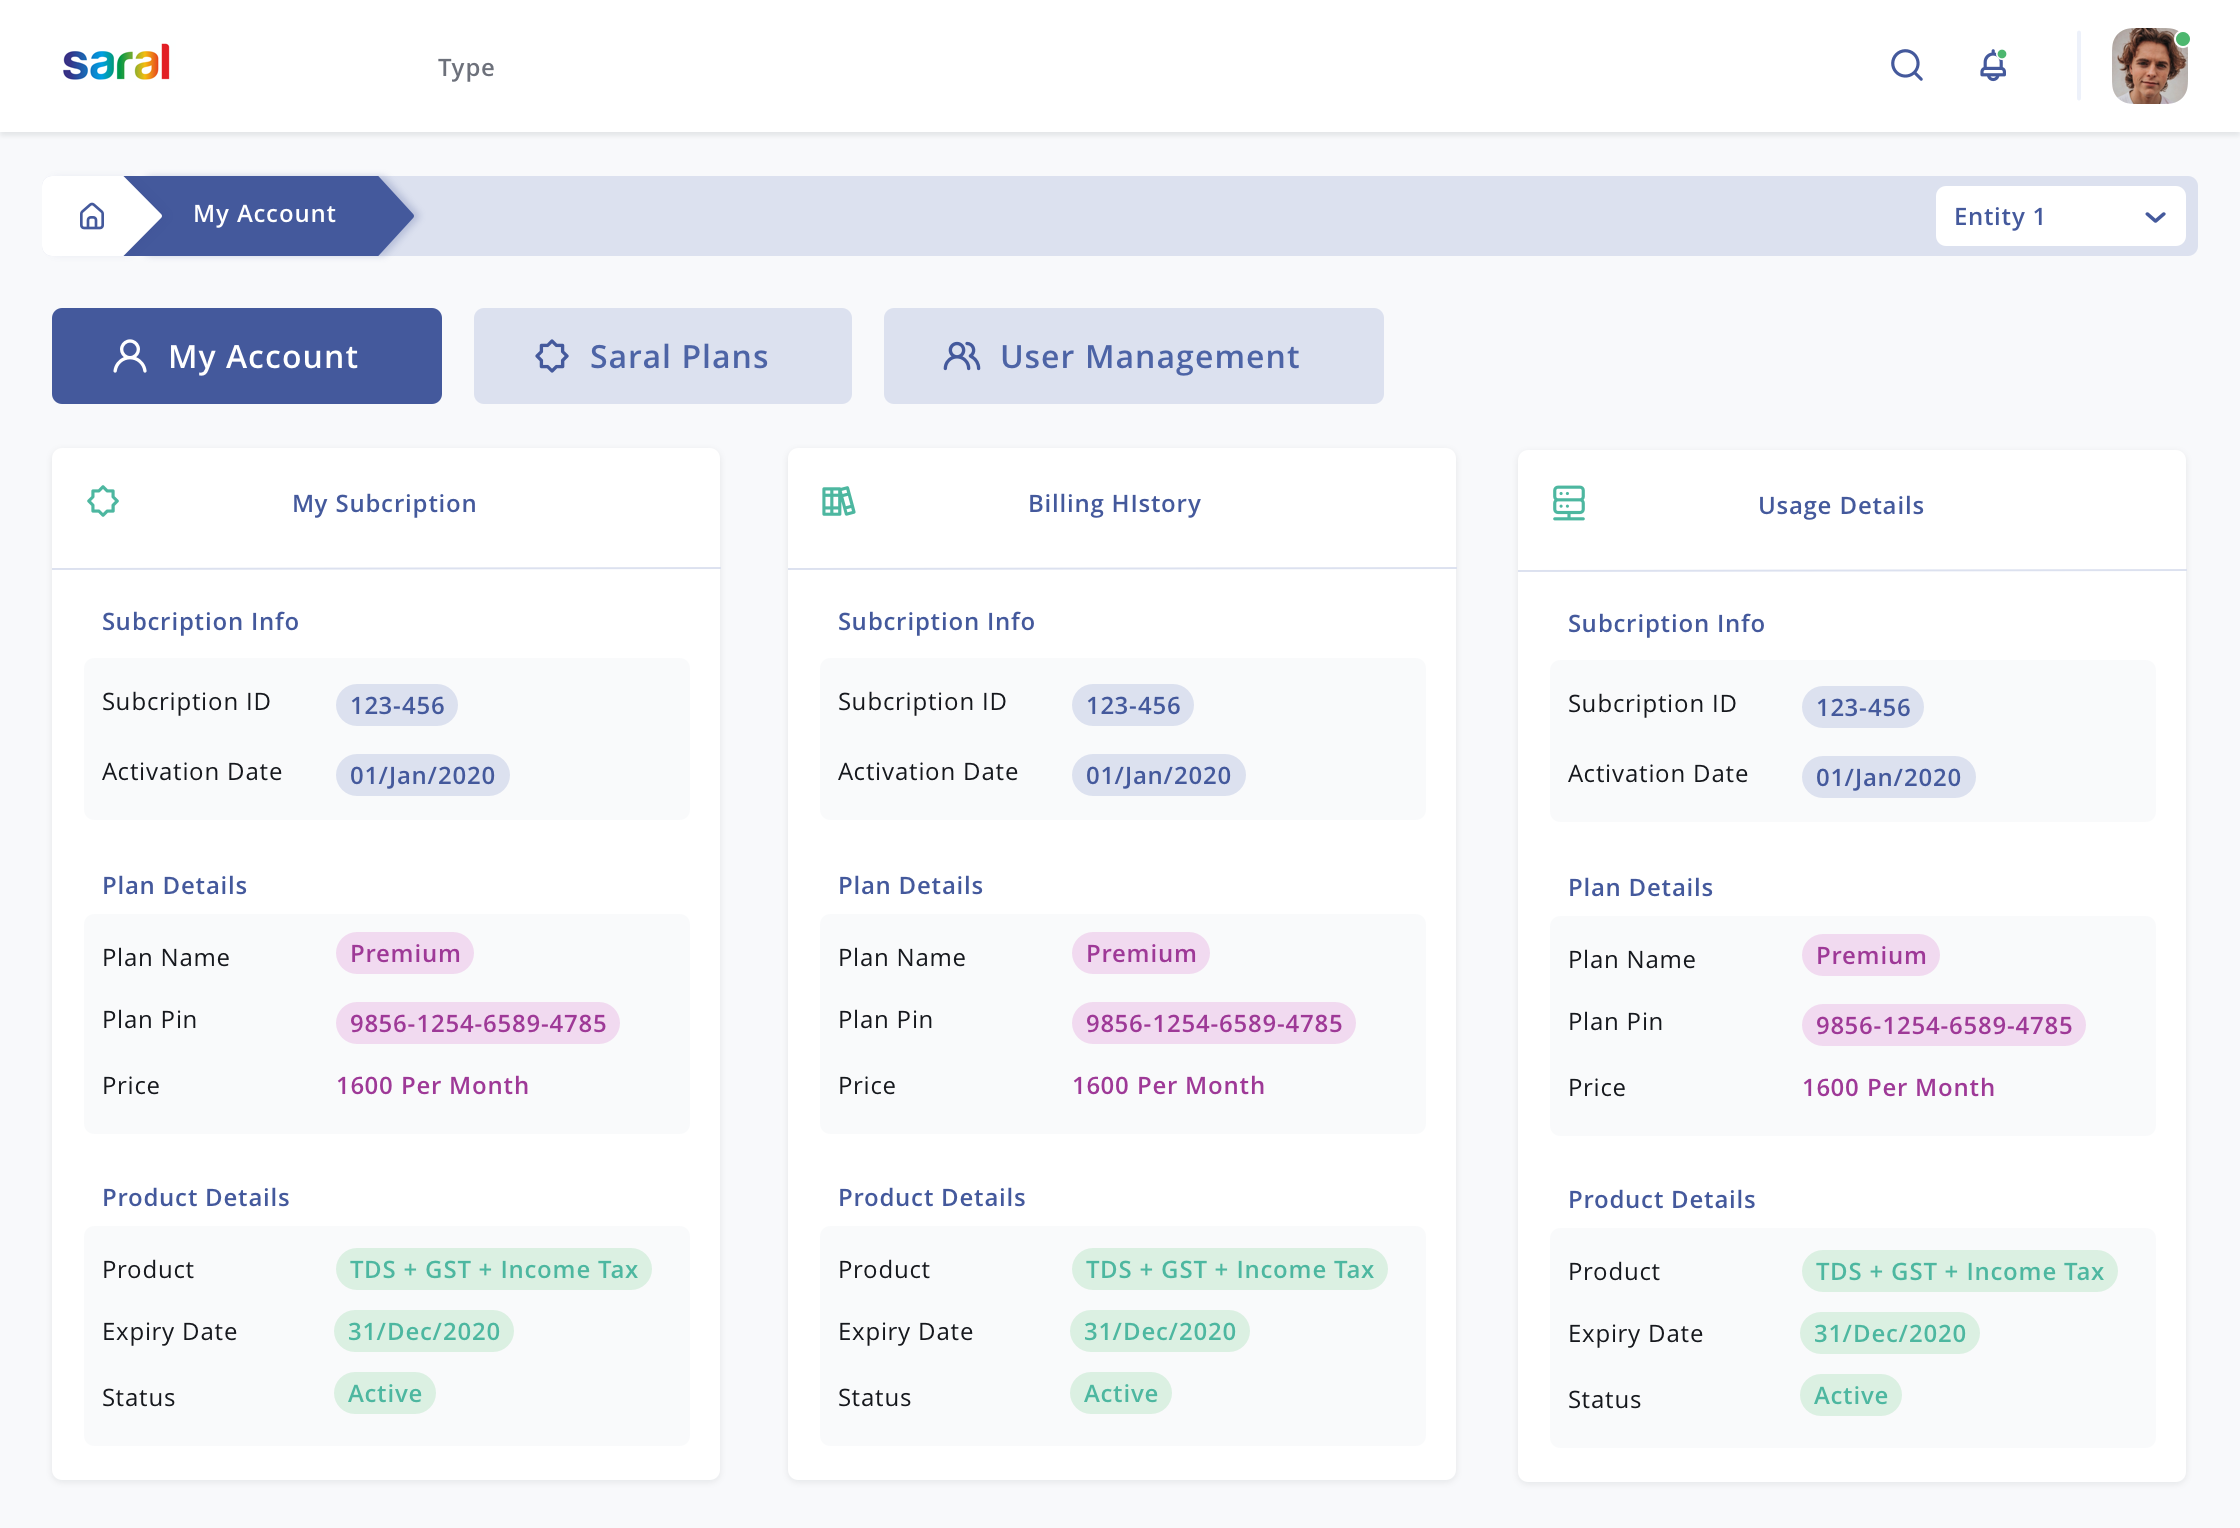 saral
Type
My Account
Entity 1
My Account
Saral Plans
User Management
My Subcription
Subcription Info
Subcription ID 123-456
Activation Date 01/Jan/2020
Plan Details
Plan Name Premium
Plan Pin 9856-1254-6589-4785
Price 1600 Per Month
Product Details
Product TDS + GST + Income Tax
Expiry Date 31/Dec/2020
Status Active
Billing HIstory
Subcription Info
Subcription ID 123-456
Activation Date 01/Jan/2020
Plan Details
Plan Name Premium
Plan Pin 9856-1254-6589-4785
Price 1600 Per Month
Product Details
Product TDS + GST + Income Tax
Expiry Date 31/Dec/2020
Status Active
Usage Details
Subcription Info
Subcription ID 123-456
Activation Date 01/Jan/2020
Plan Details
Plan Name Premium
Plan Pin 9856-1254-6589-4785
Price 1600 Per Month
Product Details
Product TDS + GST + Income Tax
Expiry Date 31/Dec/2020
Status Active